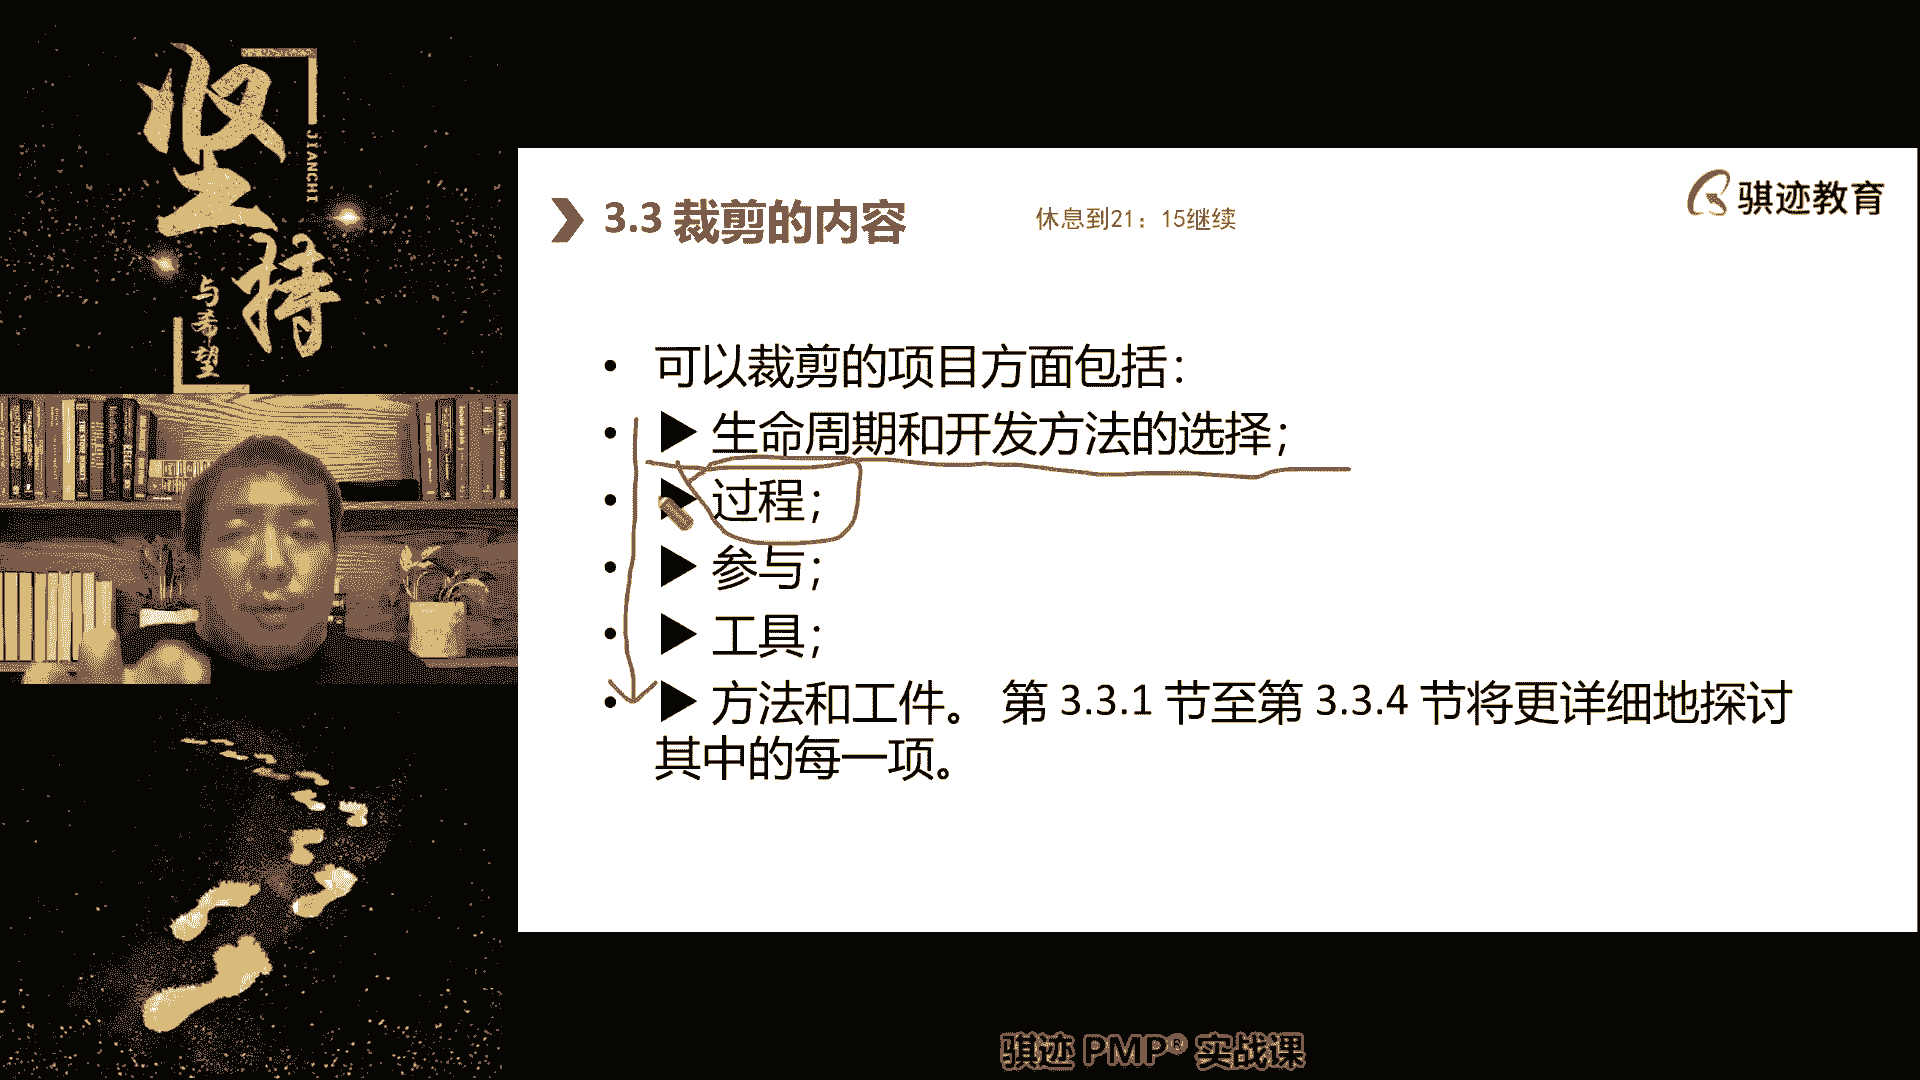 坚持
JIANCHI
与希望
骐迹教育
3.3 裁剪的内容
休息到21：15继续
• 可以裁剪的项目方面包括：
• ▶ 生命周期和开发方法的选择；
• ▶ 过程；
• ▶ 参与；
• ▶ 工具；
• ▶ 方法和工件。 第 3.3.1 节至第 3.3.4 节将更详细地探讨
其中的每一项。
骐迹 PMP® 实战课